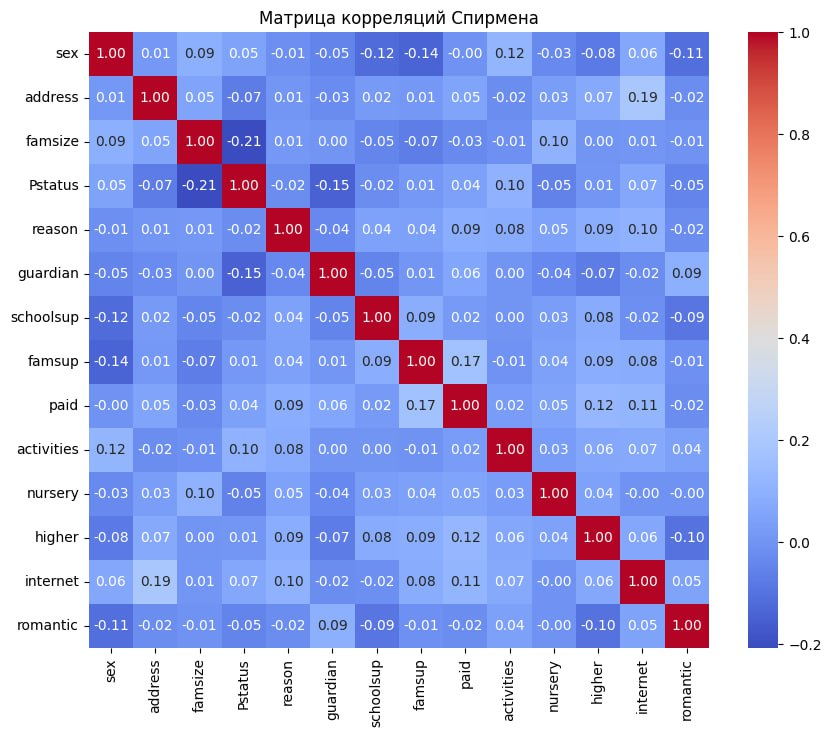 Матрица корреляций Спирмена
sex 1.00 0.01 0.09 0.05 -0.01 -0.05 -0.12 -0.14 -0.00 0.12 -0.03 -0.08 0.06 -0.11
address 0.01 1.00 0.05 -0.07 0.01 -0.03 0.02 0.01 0.05 -0.02 0.03 0.07 0.19 -0.02
famsize 0.09 0.05 1.00 -0.21 0.01 0.00 -0.05 -0.07 -0.03 -0.01 0.10 0.00 0.01 -0.01
Pstatus 0.05 -0.07 -0.21 1.00 -0.02 -0.15 -0.02 0.01 0.04 0.10 -0.05 0.01 0.07 -0.05
reason -0.01 0.01 0.01 -0.02 1.00 -0.04 0.04 0.04 0.09 0.08 0.05 0.09 0.10 -0.02
guardian -0.05 -0.03 0.00 -0.15 -0.04 1.00 -0.05 0.01 0.06 0.00 -0.04 -0.07 -0.02 0.09
schoolsup -0.12 0.02 -0.05 -0.02 0.04 -0.05 1.00 0.09 0.02 0.00 0.03 0.08 -0.02 -0.09
famsup -0.14 0.01 -0.07 0.01 0.04 0.01 0.09 1.00 0.17 -0.01 0.04 0.09 0.08 -0.01
paid -0.00 0.05 -0.03 0.04 0.09 0.06 0.02 0.17 1.00 0.02 0.05 0.12 0.11 -0.02
activities 0.12 -0.02 -0.01 0.10 0.08 0.00 0.00 -0.01 0.02 1.00 0.03 0.06 0.07 0.04
nursery -0.03 0.03 0.10 -0.05 0.05 -0.04 0.03 0.04 0.05 0.03 1.00 0.04 -0.00 -0.00
higher -0.08 0.07 0.00 0.01 0.09 -0.07 0.08 0.09 0.12 0.06 0.04 1.00 0.06 -0.10
internet 0.06 0.19 0.01 0.07 0.10 -0.02 -0.02 0.08 0.11 0.07 -0.00 0.06 1.00 0.05
romantic -0.11 -0.02 -0.01 -0.05 -0.02 0.09 -0.09 -0.01 -0.02 0.04 -0.00 -0.10 0.05 1.00
sex address famsize Pstatus reason guardian schoolsup famsup paid activities nursery higher internet romantic
1.0
0.8
0.6
0.4
0.2
0.0
−0.2